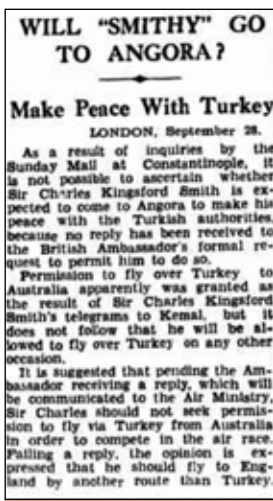 WILL "SMITHY" GO
TO ANGORA?
Make Peace With Turkey
LONDON, September 28.
As a result of inquiries by the
Sunday Mail at Constantinople, it
is not possible to ascertain whether
Sir Charles Kingsford Smith is ex-
pected to come to Angora to make his
peace with the Turkish authorities,
because no reply has been received to
the British Ambassador's formal re-
quest to permit him to do so.
Permission to fly over Turkey to
Australia apparently was granted as
the result of Sir Charles Kingsford
Smith's telegrams to Kemal, but it
does not follow that he will be al-
lowed to fly over Turkey on any other
occasion.
It is suggested that pending the Am-
bassador receiving a reply, which will
be communicated to the Air Ministry,
Sir Charles should not seek permis-
sion to fly via Turkey from Australia
in order to compete in the air race.
Failing a reply, the opinion is ex-
pressed that he should fly to Eng-
land by another route than Turkey.